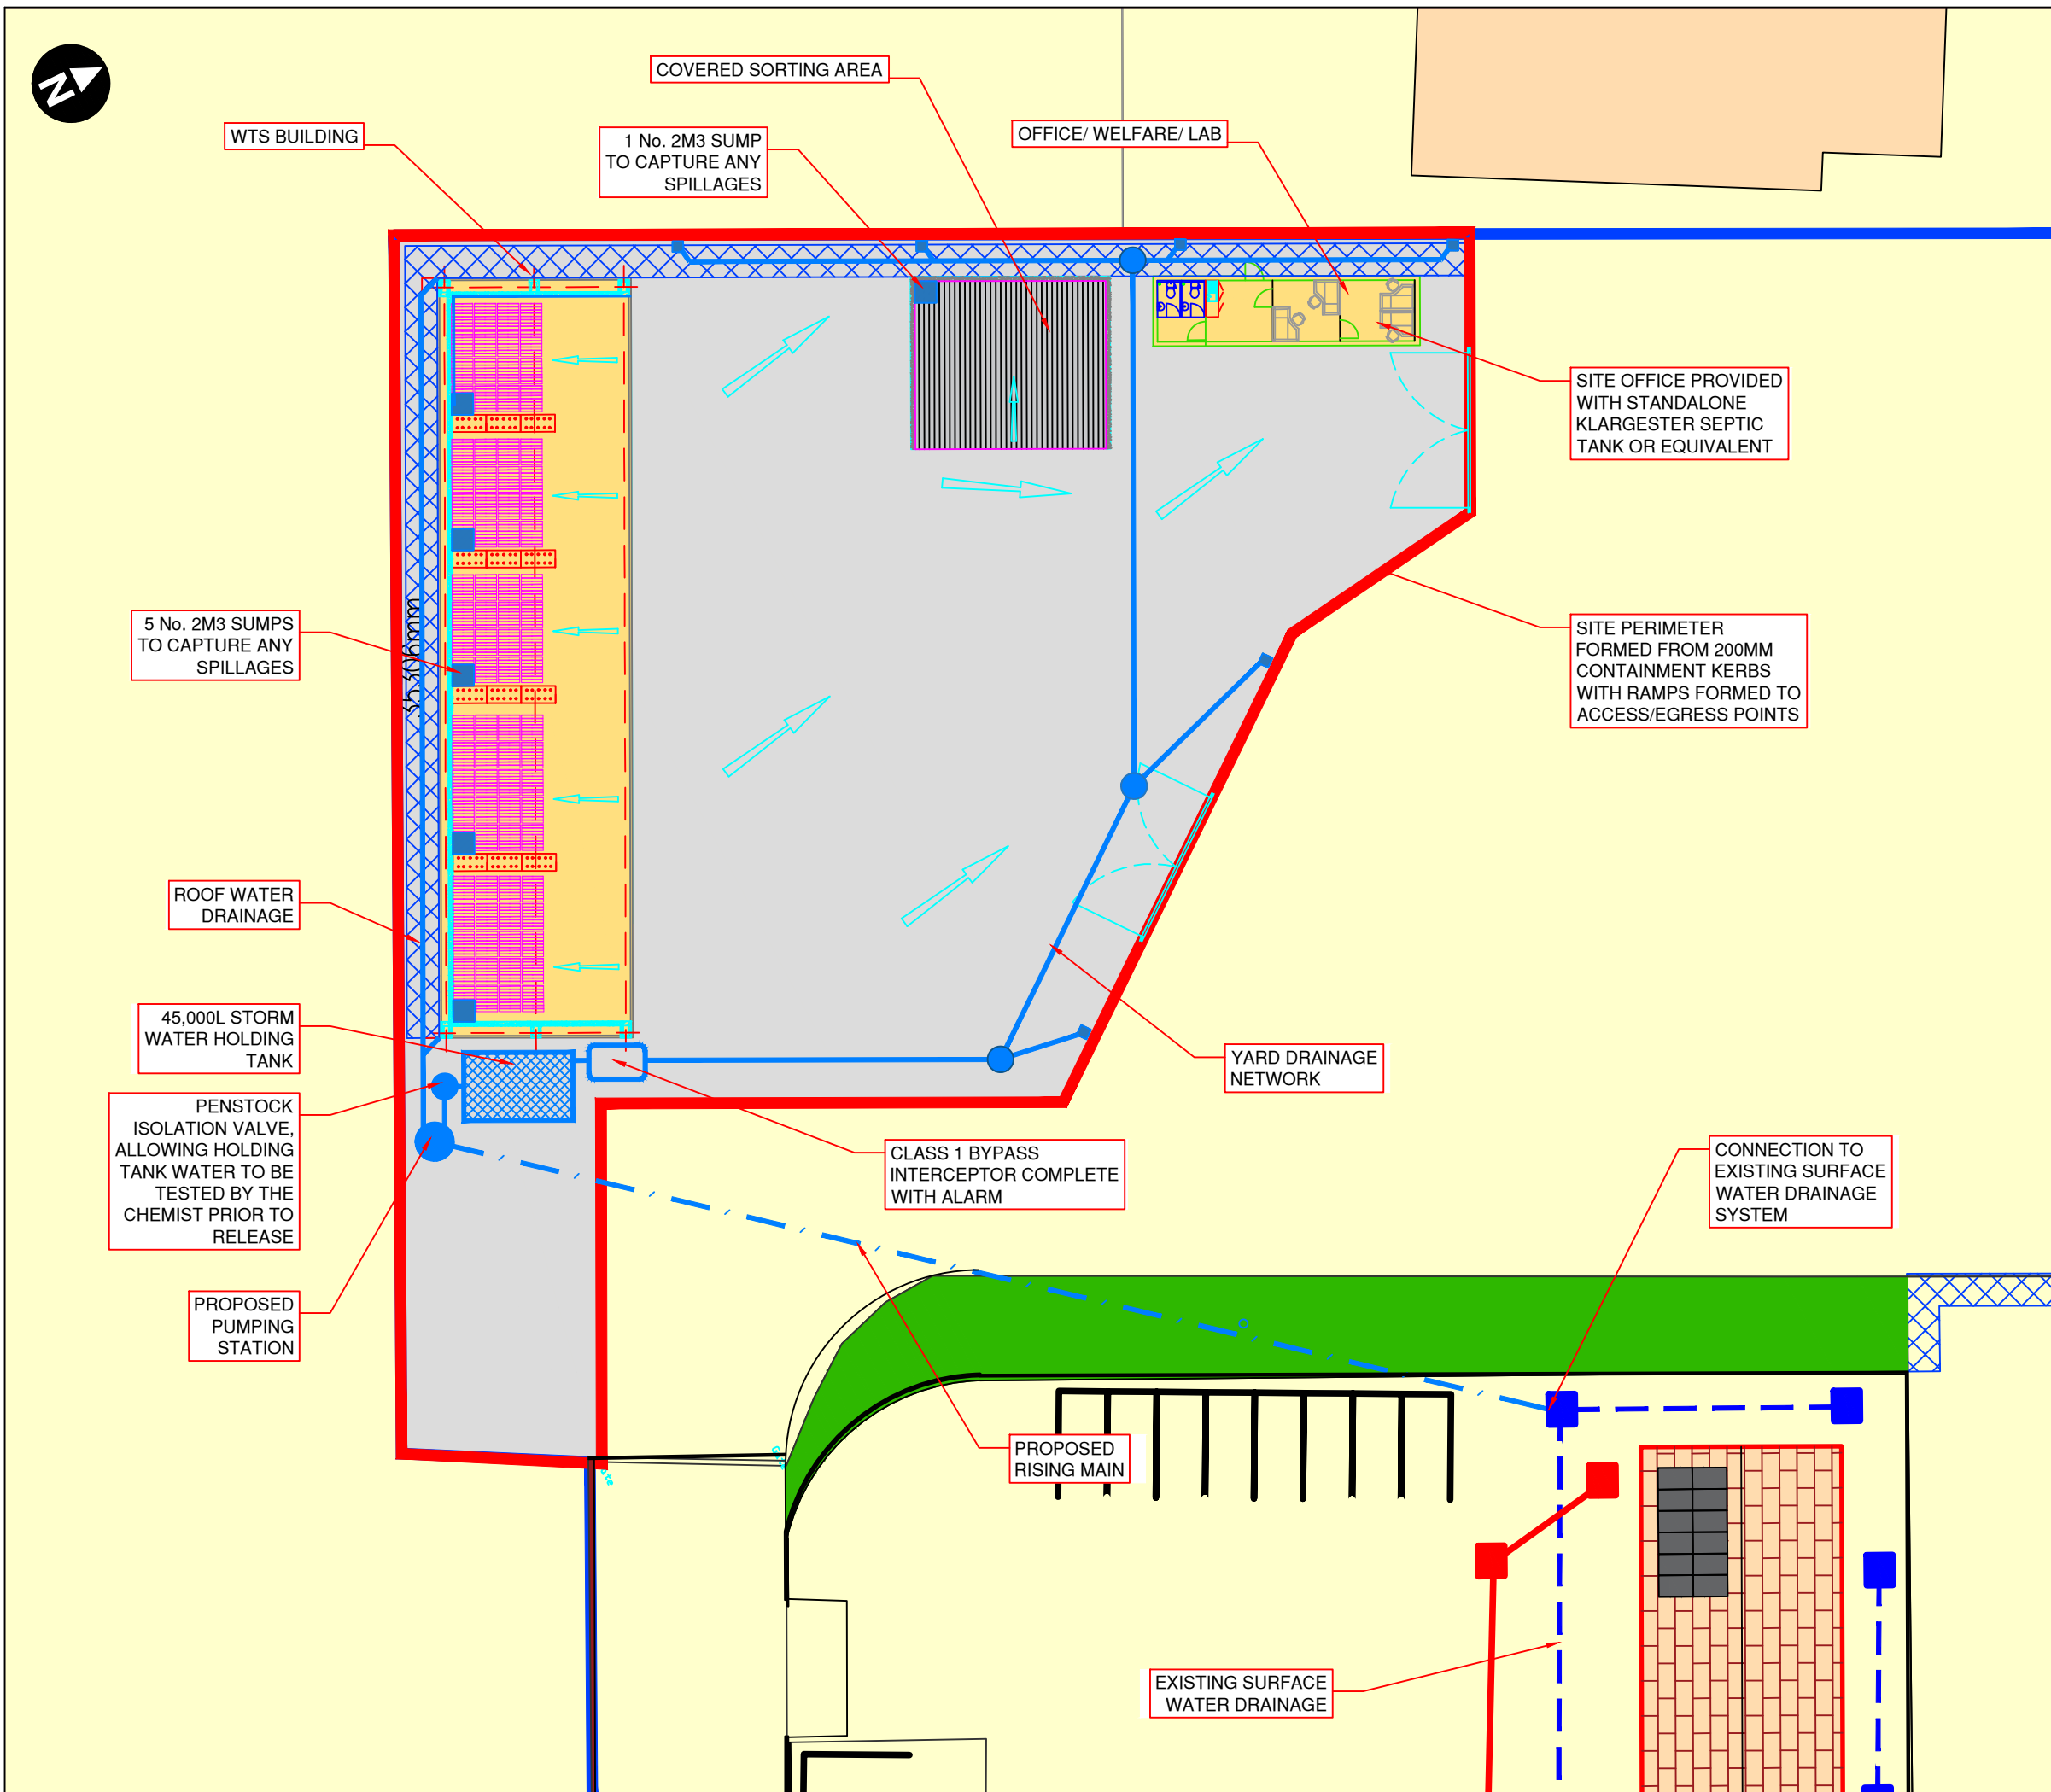 N
COVERED SORTING AREA
WTS BUILDING
1 No. 2M3 SUMP
TO CAPTURE ANY
SPILLAGES
OFFICE/ WELFARE/ LAB
SITE OFFICE PROVIDED
WITH STANDALONE
KLARGESTER SEPTIC
TANK OR EQUIVALENT
5 No. 2M3 SUMPS
TO CAPTURE ANY
SPILLAGES
SITE PERIMETER
FORMED FROM 200MM
CONTAINMENT KERBS
WITH RAMPS FORMED TO
ACCESS/EGRESS POINTS
ROOF WATER
DRAINAGE
45,000L STORM
WATER HOLDING
TANK
YARD DRAINAGE
NETWORK
PENSTOCK
ISOLATION VALVE,
ALLOWING HOLDING
TANK WATER TO BE
TESTED BY THE
CHEMIST PRIOR TO
RELEASE
CLASS 1 BYPASS
INTERCEPTOR COMPLETE
WITH ALARM
CONNECTION TO
EXISTING SURFACE
WATER DRAINAGE
SYSTEM
PROPOSED
PUMPING
STATION
PROPOSED
RISING MAIN
EXISTING SURFACE
WATER DRAINAGE